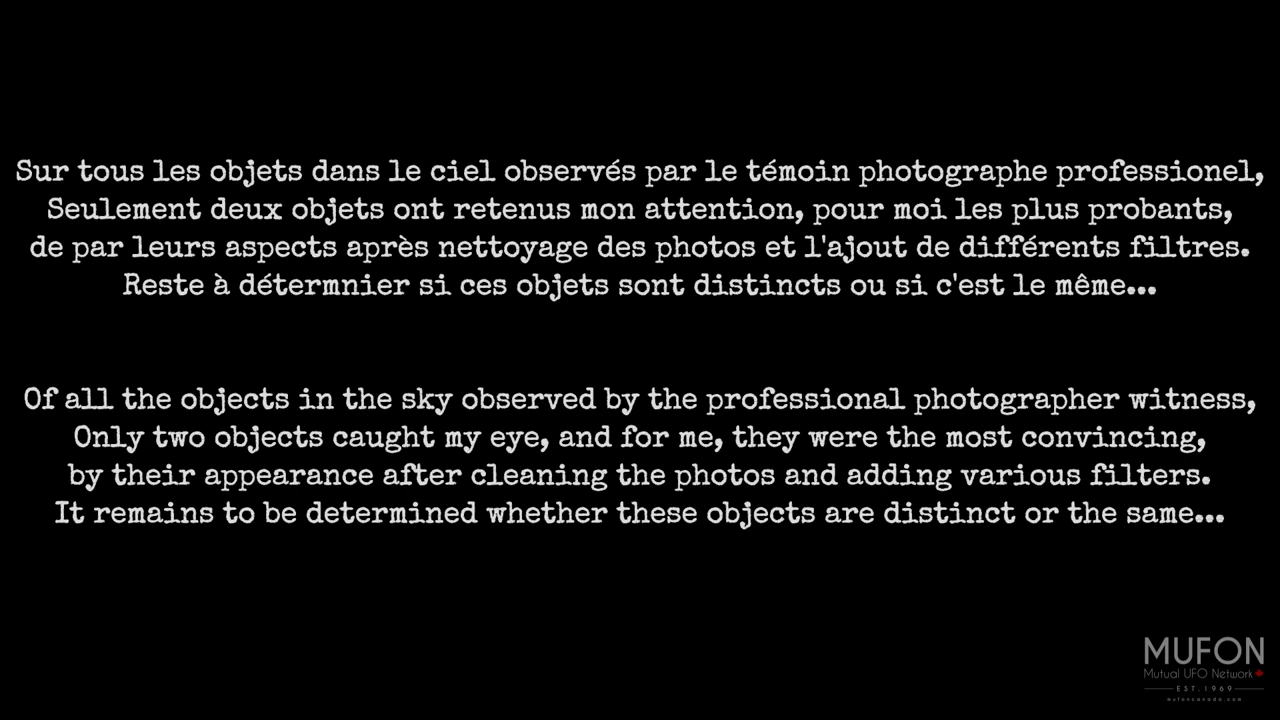 Sur tous les objets dans le ciel observés par le témoin photographe professionel,
Seulement deux objets ont retenus mon attention, pour moi les plus probants,
de par leurs aspects après nettoyage des photos et l'ajout de différents filtres.
Reste à détermnier si ces objets sont distincts ou si c'est le même...
Of all the objects in the sky observed by the professional photographer witness,
Only two objects caught my eye, and for me, they were the most convincing,
by their appearance after cleaning the photos and adding various filters.
It remains to be determined whether these objects are distinct or the same...
MUFON
Mutual UFO Network
EST.1969
mufoncanada.com